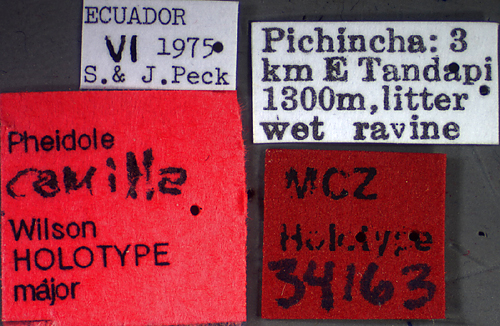 ECUADOR
VI 1975
S. & J. Peck
Pichincha: 3
km E Tandapi
1300m, litter
wet ravine
Pheidole
camilla
Wilson
HOLOTYPE
major
MCZ
Holotype
34163